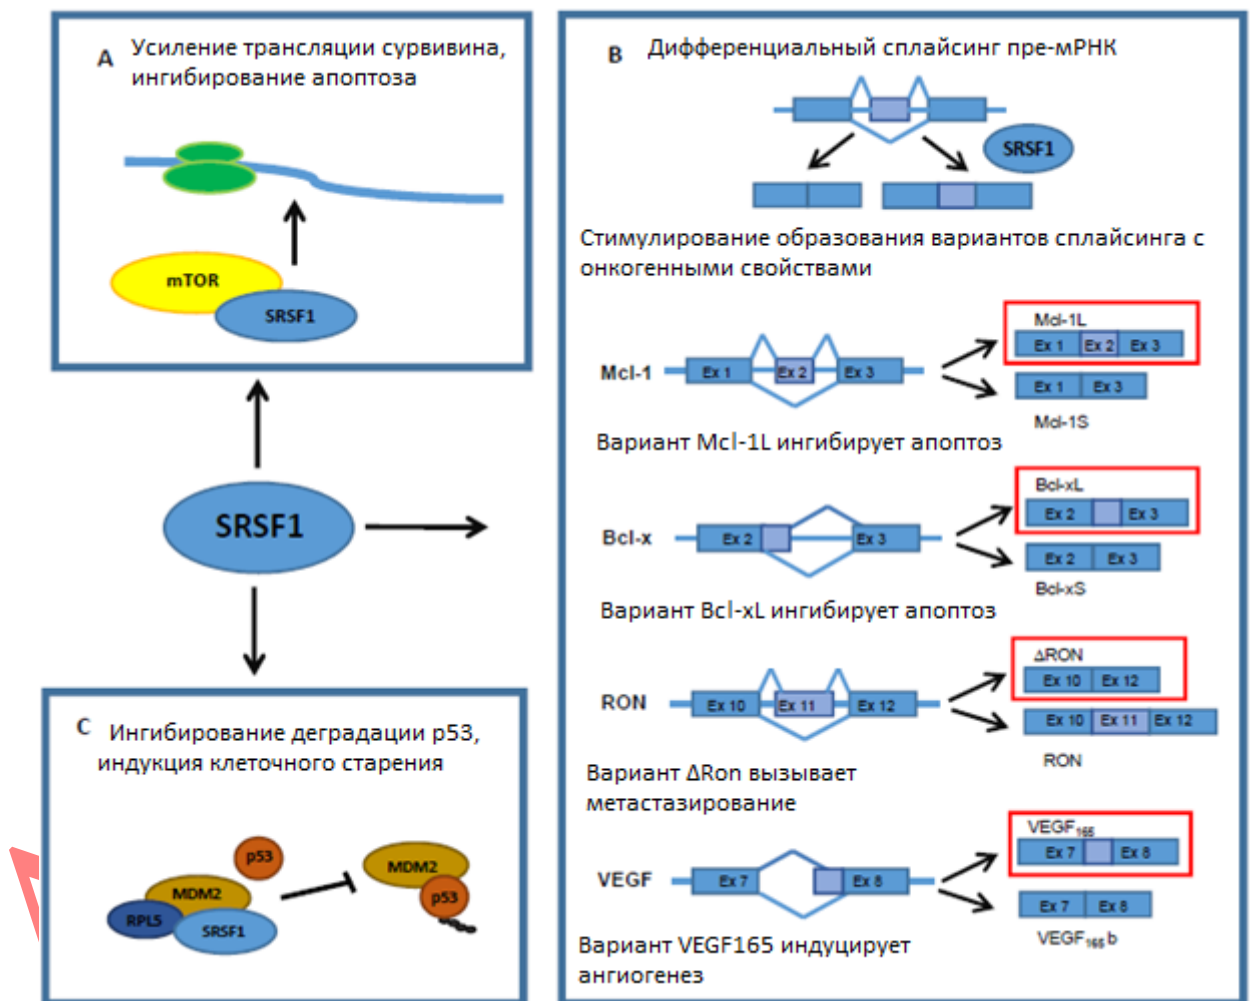 A Усиление трансляции сурвивина,
ингибирование апоптоза
mTOR
SRSF1
SRSF1
C Ингибирование деградации p53,
индукция клеточного старения
p53
MDM2
RPL5
SRSF1
MDM2
p53
B Дифференциальный сплайсинг пре-мРНК
SRSF1
Стимулирование образования вариантов сплайсинга с
онкогенными свойствами
Mcl-1
Ex 1 Ex 2 Ex 3
Mcl-1L
Ex 1 Ex 2 Ex 3
Ex 1 Ex 3
Mcl-1S
Вариант Mcl-1L ингибирует апоптоз
Bcl-x
Ex 2 Ex 3
Bcl-xL
Ex 2 Ex 3
Ex 2 Ex 3
Bcl-xS
Вариант Bcl-xL ингибирует апоптоз
RON
Ex 10 Ex 11 Ex 12
ΔRON
Ex 10 Ex 12
Ex 10 Ex 11 Ex 12
RON
Вариант ΔRon вызывает
метастазирование
VEGF
Ex 7 Ex 8
VEGF165
Ex 7 Ex 8
Ex 7 Ex 8
VEGF165b
Вариант VEGF165 индуцирует
ангиогенез